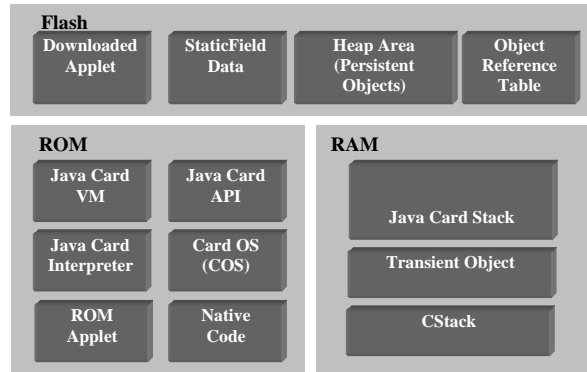 Flash
Downloaded
Applet
StaticField
Data
Heap Area
(Persistent
Objects)
Object
Reference
Table
ROM
Java Card
VM
Java Card
API
Java Card
Interpreter
Card OS
(COS)
ROM
Applet
Native
Code
RAM
Java Card Stack
Transient Object
CStack